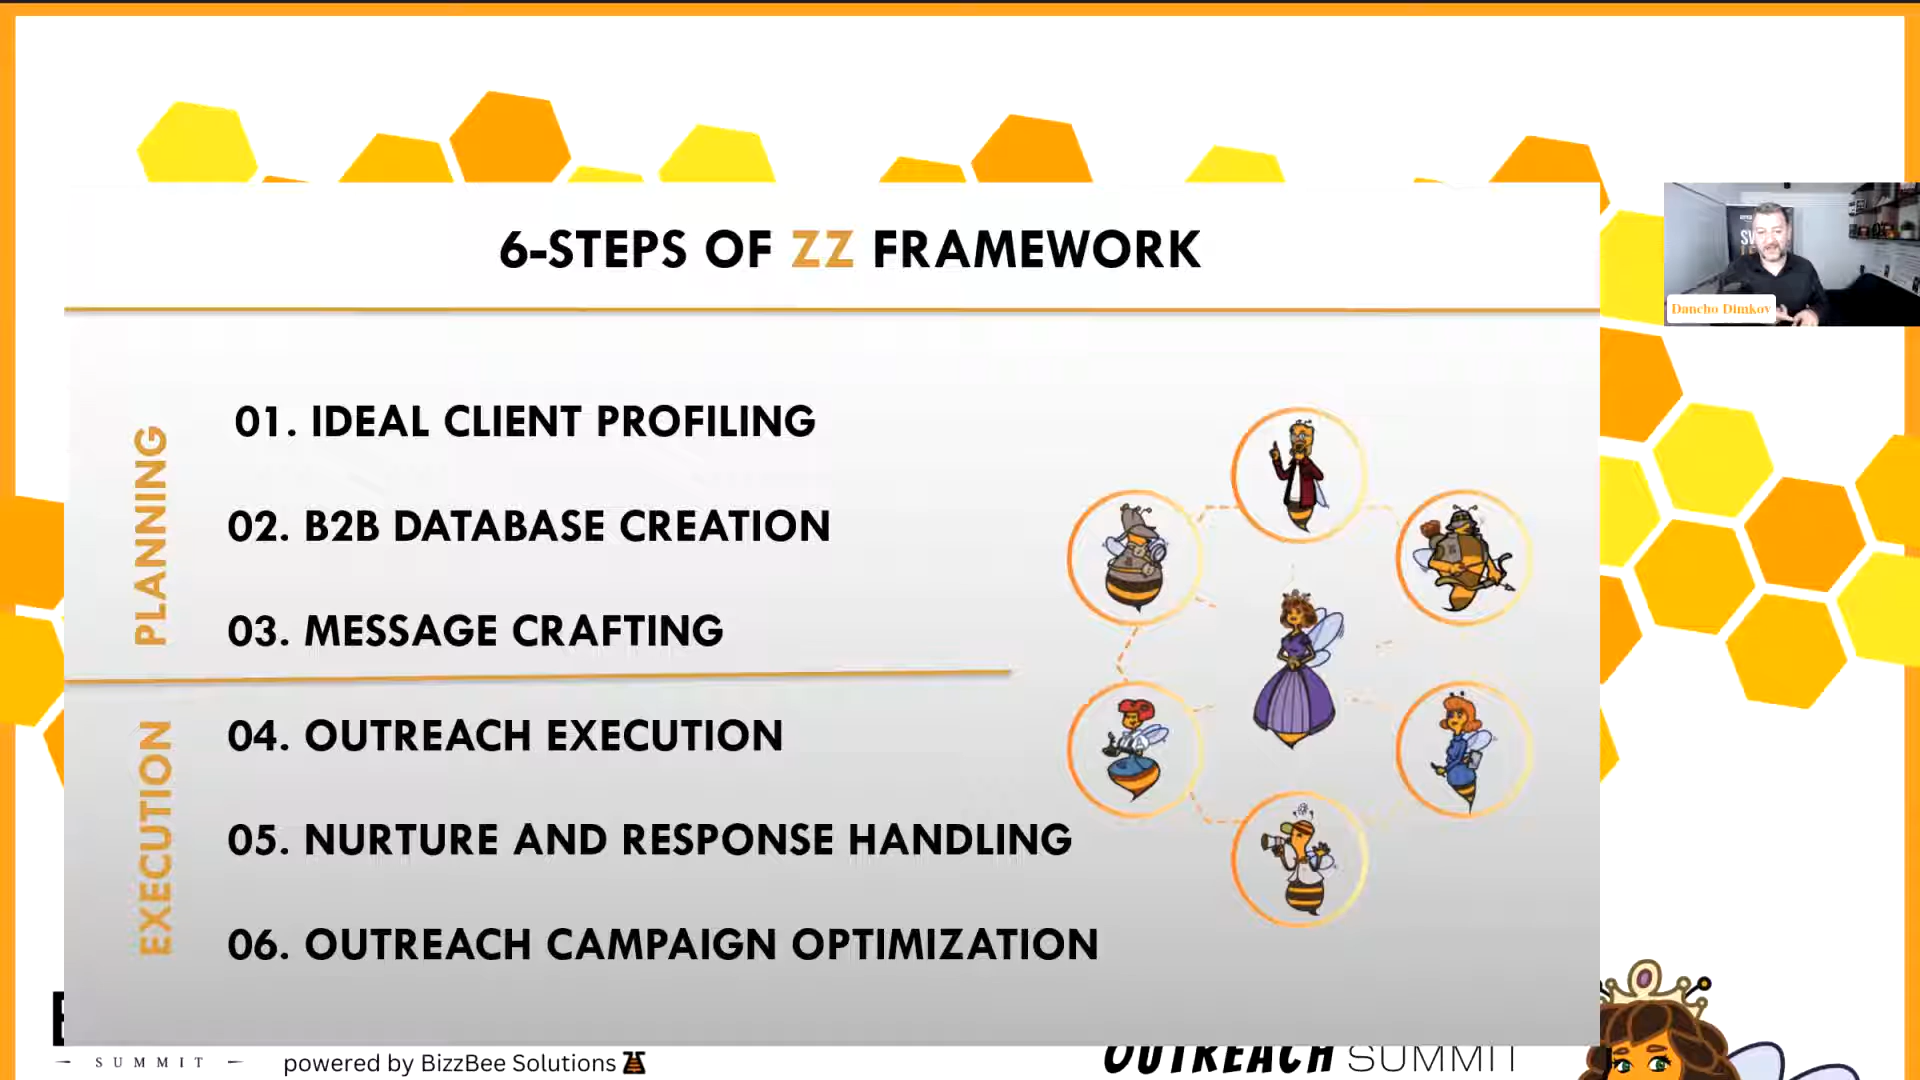 6-STEPS OF ZZ FRAMEWORK
PLANNING
01. IDEAL CLIENT PROFILING
02. B2B DATABASE CREATION
03. MESSAGE CRAFTING
EXECUTION
04. OUTREACH EXECUTION
05. NURTURE AND RESPONSE HANDLING
06. OUTREACH CAMPAIGN OPTIMIZATION
Dancho Dimkov
SUMMIT
powered by BizzBee Solutions
OUTREACH SUMMIT